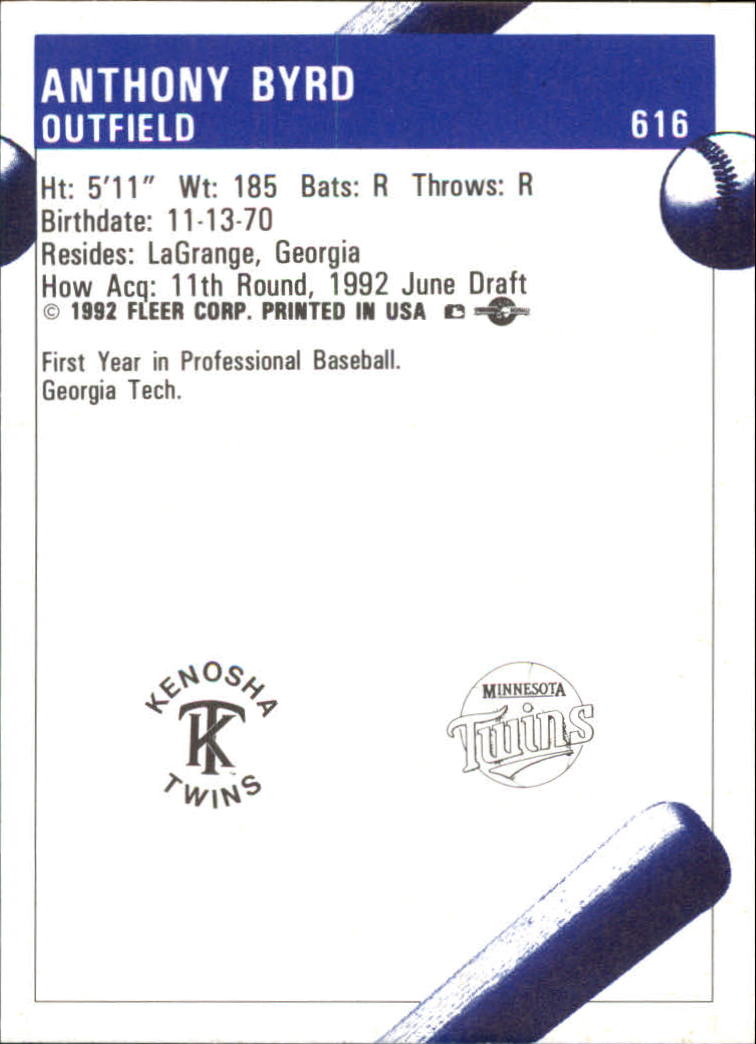 ANTHONY BYRD
OUTFIELD
616
Ht: 5'11" Wt: 185 Bats: R Throws: R
Birthdate: 11-13-70
Resides: LaGrange, Georgia
How Acq: 11th Round, 1992 June Draft
© 1992 FLEER CORP. PRINTED IN USA
First Year in Professional Baseball.
Georgia Tech.
KENOSHA
TK
TWINS
MINNESOTA
Twins